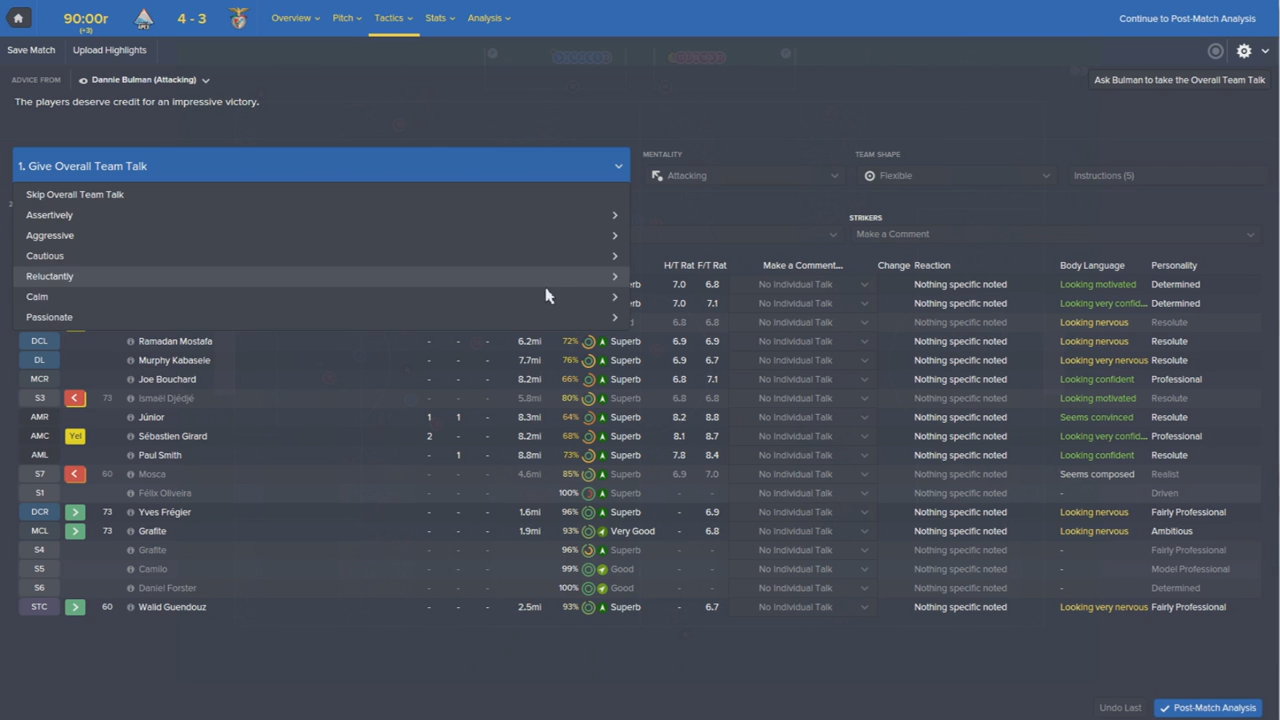 90:00r
(+3)
APCS
4 - 3
Overview
Pitch
Tactics
Stats
Analysis
Continue to Post-Match Analysis
Save Match
Upload Highlights
ADVICE FROM
Dannie Bulman (Attacking)
Ask Bulman to take the Overall Team Talk
The players deserve credit for an impressive victory.
1. Give Overall Team Talk
MENTALITY
Attacking
TEAM SHAPE
Flexible
Instructions (5)
Skip Overall Team Talk
Assertively
Aggressive
Cautious
Reluctantly
Calm
Passionate
STRIKERS
Make a Comment
H/T Rat F/T Rat Make a Comment... Change Reaction Body Language Personality
7.0 6.8 No Individual Talk Nothing specific noted Looking motivated Determined
7.0 7.1 No Individual Talk Nothing specific noted Looking very confid... Determined
6.8 6.8 No Individual Talk Nothing specific noted Looking nervous Resolute
DCL Ramadan Mostafa - - - 6.2mi 72% Superb 6.9 6.9 No Individual Talk Nothing specific noted Looking nervous Resolute
DL Murphy Kabasele - - - 7.7mi 76% Superb 6.9 6.7 No Individual Talk Nothing specific noted Looking very nervous Resolute
MCR Joe Bouchard - - - 8.2mi 66% Superb 6.8 7.1 No Individual Talk Nothing specific noted Looking confident Professional
S3 73 Ismaël Djédjé - - - 5.8mi 80% Superb 6.8 6.8 No Individual Talk Nothing specific noted Looking motivated Resolute
AMR Júnior 1 1 - 8.3mi 64% Superb 8.2 8.8 No Individual Talk Nothing specific noted Seems convinced Resolute
AMC Yel Sébastien Girard 2 - - 8.2mi 68% Superb 8.1 8.7 No Individual Talk Nothing specific noted Looking very confid... Professional
AML Paul Smith - 1 - 8.8mi 73% Superb 7.8 8.4 No Individual Talk Nothing specific noted Looking confident Resolute
S7 60 Mosca - - - 4.6mi 85% Superb 6.9 7.0 No Individual Talk Nothing specific noted Seems composed Realist
S1 Félix Oliveira 100% Superb - - No Individual Talk Nothing specific noted - Driven
DCR 73 Yves Frégier - - - 1.6mi 96% Superb - 6.9 No Individual Talk Nothing specific noted Looking nervous Fairly Professional
MCL 73 Grafite - - - 1.9mi 93% Very Good - 6.8 No Individual Talk Nothing specific noted Looking nervous Ambitious
S4 Grafite 96% Superb - - No Individual Talk Nothing specific noted - Fairly Professional
S5 Camilo 99% Good - - No Individual Talk Nothing specific noted - Model Professional
S6 Daniel Forster 100% Good - - No Individual Talk Nothing specific noted - Determined
STC 60 Walid Guendouz - - - 2.5mi 93% Superb - 6.7 No Individual Talk Nothing specific noted Looking very nervous Fairly Professional
Undo Last
Post-Match Analysis